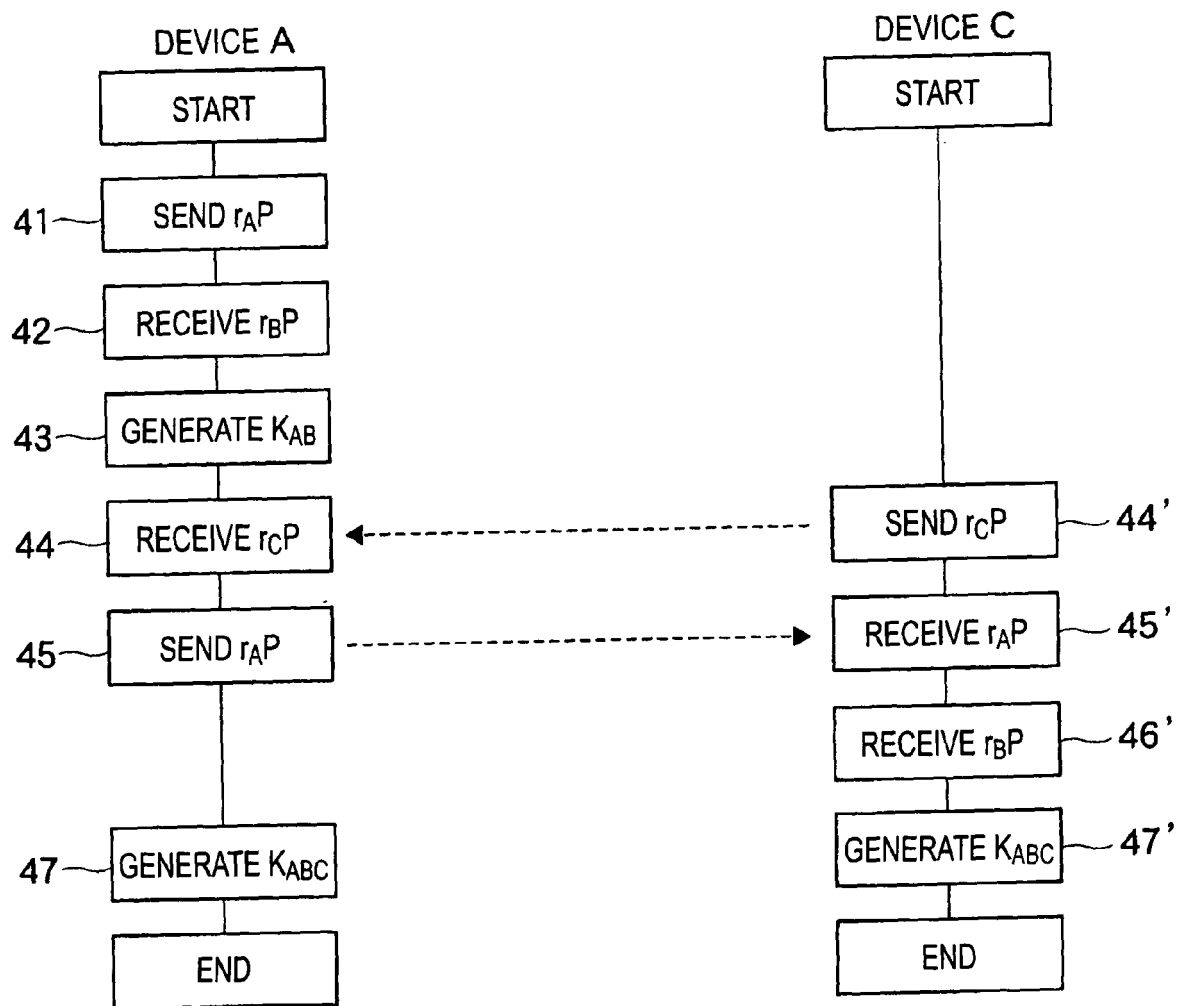 DEVICE A
START
41 SEND rAP
42 RECEIVE rBP
43 GENERATE KAB
44 RECEIVE rCP
45 SEND rAP
47 GENERATE KABC
END
DEVICE C
START
SEND rCP 44'
RECEIVE rAP 45'
RECEIVE rBP 46'
GENERATE KABC 47'
END